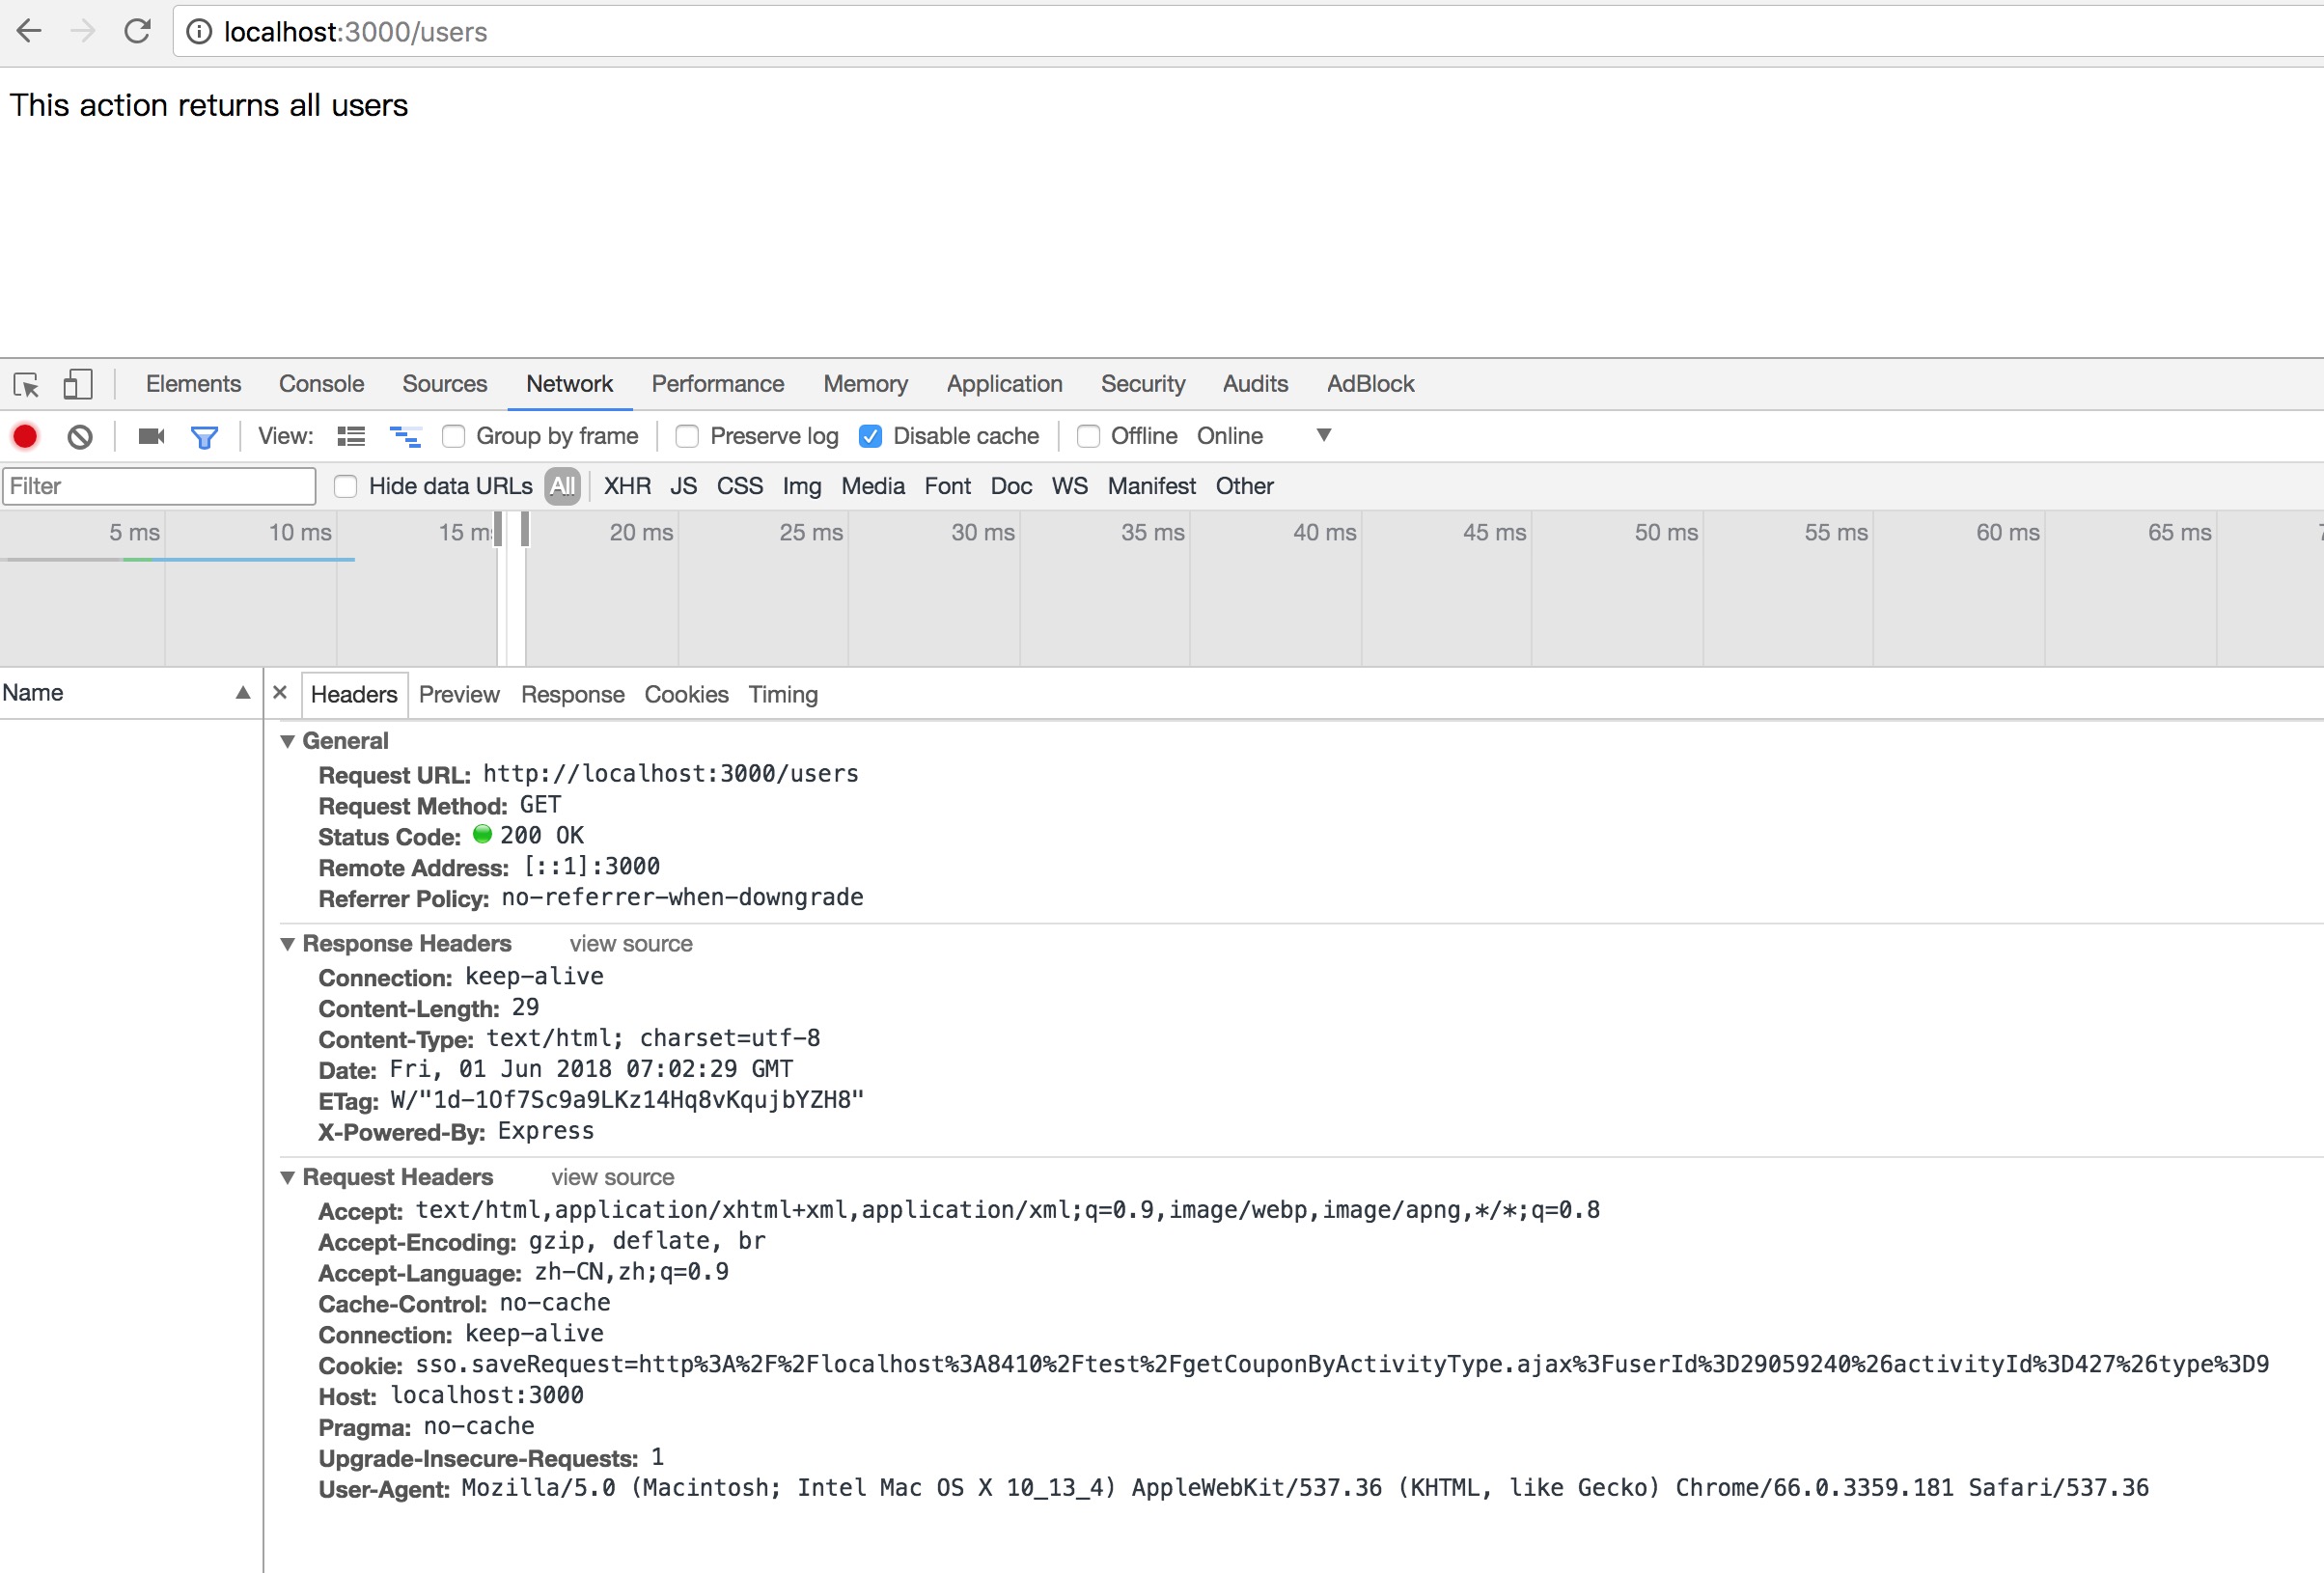 localhost:3000/users
This action returns all users
Elements Console Sources Network Performance Memory Application Security Audits AdBlock
View: Group by frame Preserve log Disable cache Offline Online
Filter Hide data URLs All XHR JS CSS Img Media Font Doc WS Manifest Other
5 ms 10 ms 15 ms 20 ms 25 ms 30 ms 35 ms 40 ms 45 ms 50 ms 55 ms 60 ms 65 ms
Name × Headers Preview Response Cookies Timing
General
Request URL: http://localhost:3000/users
Request Method: GET
Status Code: 200 OK
Remote Address: [::1]:3000
Referrer Policy: no-referrer-when-downgrade
Response Headers view source
Connection: keep-alive
Content-Length: 29
Content-Type: text/html; charset=utf-8
Date: Fri, 01 Jun 2018 07:02:29 GMT
ETag: W/"1d-1Of7Sc9a9LKz14Hq8vKqujbYZH8"
X-Powered-By: Express
Request Headers view source
Accept: text/html,application/xhtml+xml,application/xml;q=0.9,image/webp,image/apng,*/*;q=0.8
Accept-Encoding: gzip, deflate, br
Accept-Language: zh-CN,zh;q=0.9
Cache-Control: no-cache
Connection: keep-alive
Cookie: sso.saveRequest=http%3A%2F%2Flocalhost%3A8410%2Ftest%2FgetCouponByActivityType.ajax%3FuserId%3D29059240%26activityId%3D427%26type%3D9
Host: localhost:3000
Pragma: no-cache
Upgrade-Insecure-Requests: 1
User-Agent: Mozilla/5.0 (Macintosh; Intel Mac OS X 10_13_4) AppleWebKit/537.36 (KHTML, like Gecko) Chrome/66.0.3359.181 Safari/537.36